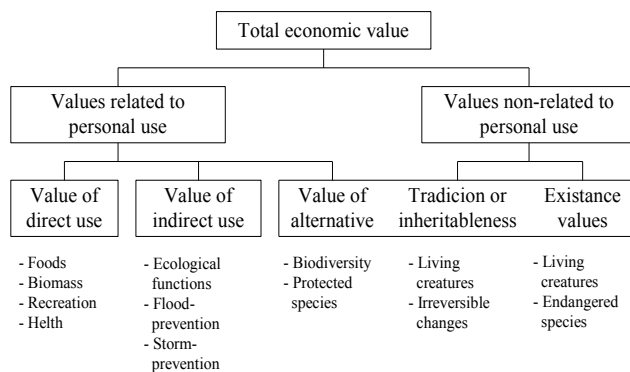 Total economic value
Values related to
personal use
Values non-related to
personal use
Value of
direct use
Value of
indirect use
Value of
alternative
Tradicion or
inheritableness
Existance
values
- Foods
- Biomass
- Recreation
- Helth
- Ecological
functions
- Flood-
prevention
- Storm-
prevention
- Biodiversity
- Protected
species
- Living
creatures
- Irreversible
changes
- Living
creatures
- Endangered
species